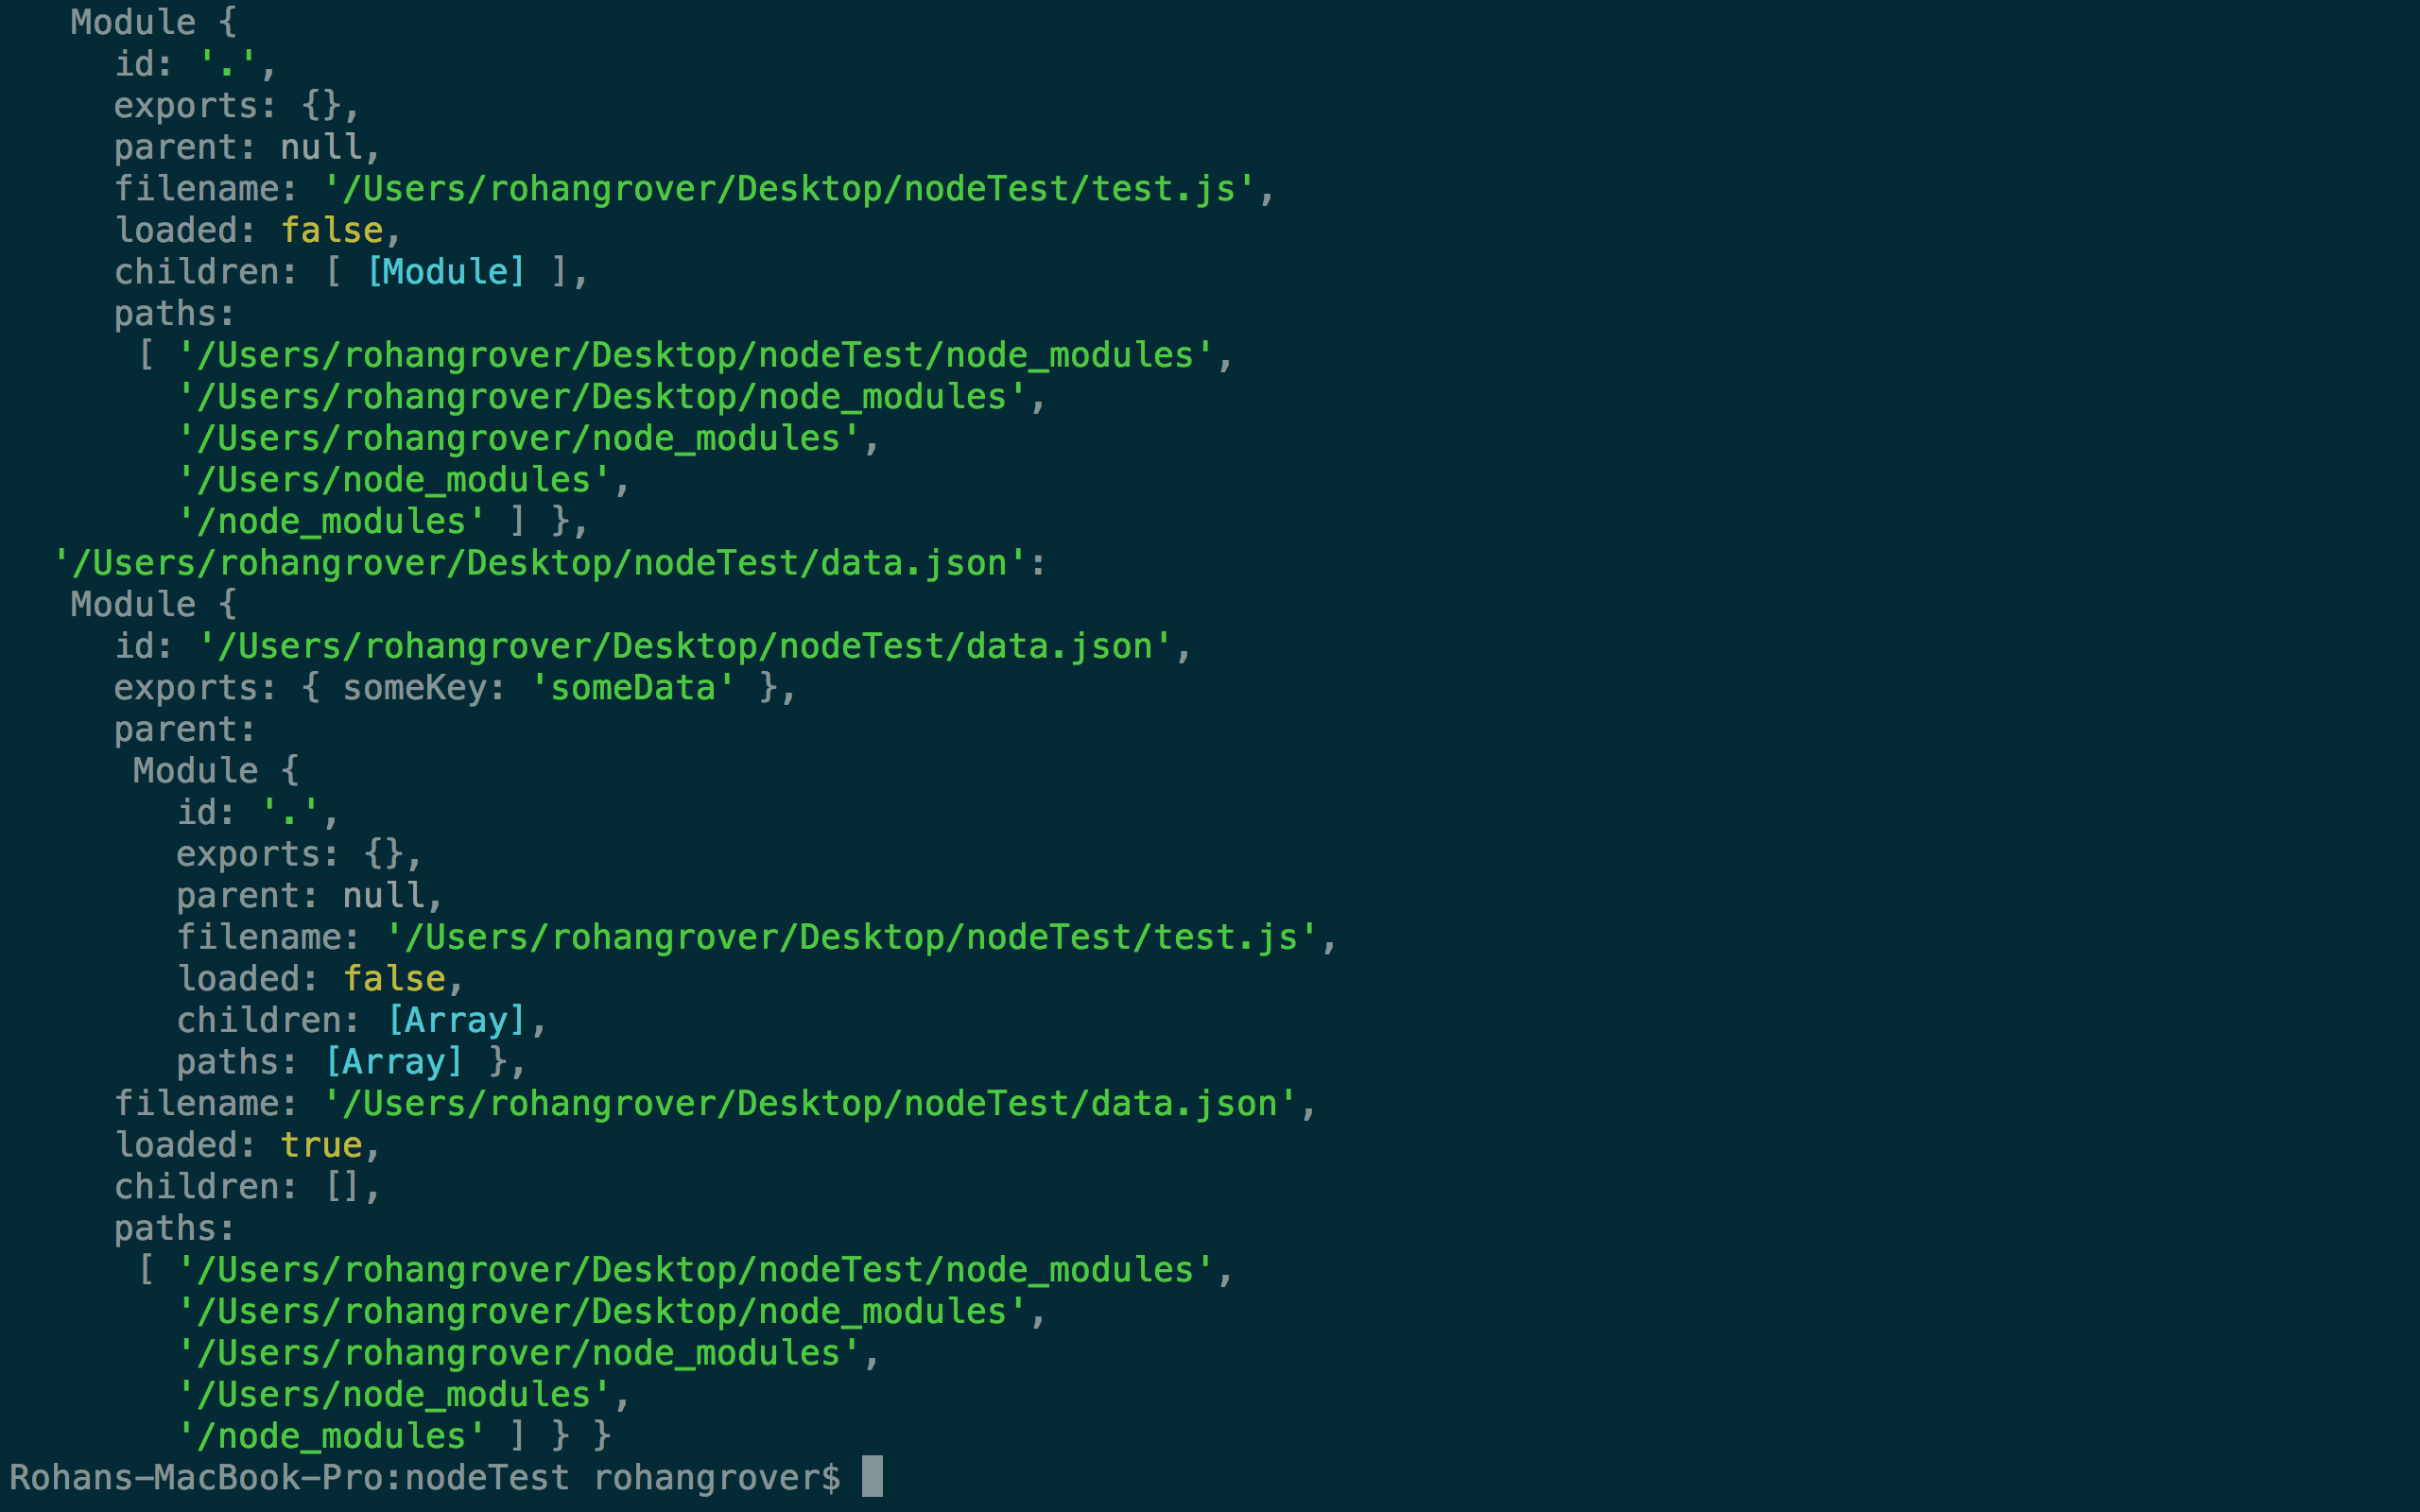 Module {
id: '.',
exports: {},
parent: null,
filename: '/Users/rohangrover/Desktop/nodeTest/test.js',
loaded: false,
children: [ [Module] ],
paths:
[ '/Users/rohangrover/Desktop/nodeTest/node_modules',
'/Users/rohangrover/Desktop/node_modules',
'/Users/rohangrover/node_modules',
'/Users/node_modules',
'/node_modules' ] },
'/Users/rohangrover/Desktop/nodeTest/data.json':
Module {
id: '/Users/rohangrover/Desktop/nodeTest/data.json',
exports: { someKey: 'someData' },
parent:
Module {
id: '.',
exports: {},
parent: null,
filename: '/Users/rohangrover/Desktop/nodeTest/test.js',
loaded: false,
children: [Array],
paths: [Array] },
filename: '/Users/rohangrover/Desktop/nodeTest/data.json',
loaded: true,
children: [],
paths:
[ '/Users/rohangrover/Desktop/nodeTest/node_modules',
'/Users/rohangrover/Desktop/node_modules',
'/Users/rohangrover/node_modules',
'/Users/node_modules',
'/node_modules' ] } }
Rohans-MacBook-Pro:nodeTest rohangrover$